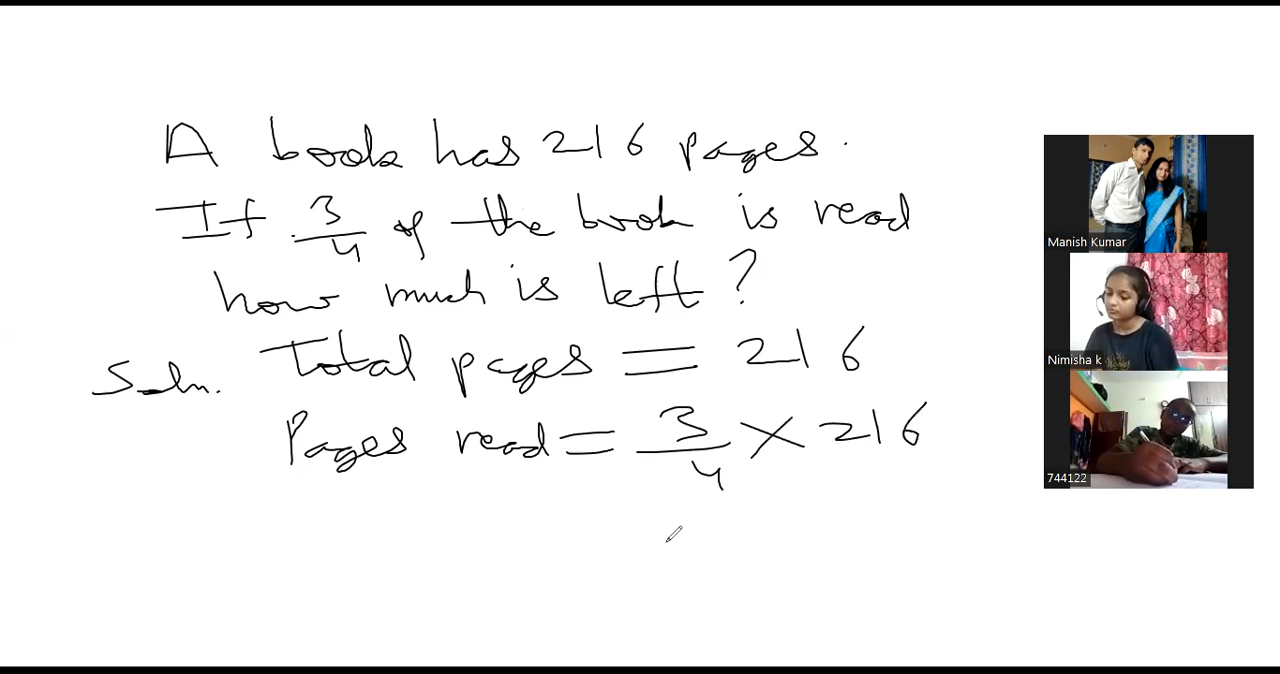 A book has 216 pages.
If 3/4 of the book is read
how much is left?
Soln. Total pages = 216
Pages read = 3/4 × 216
Manish Kumar
Nimisha k
744122